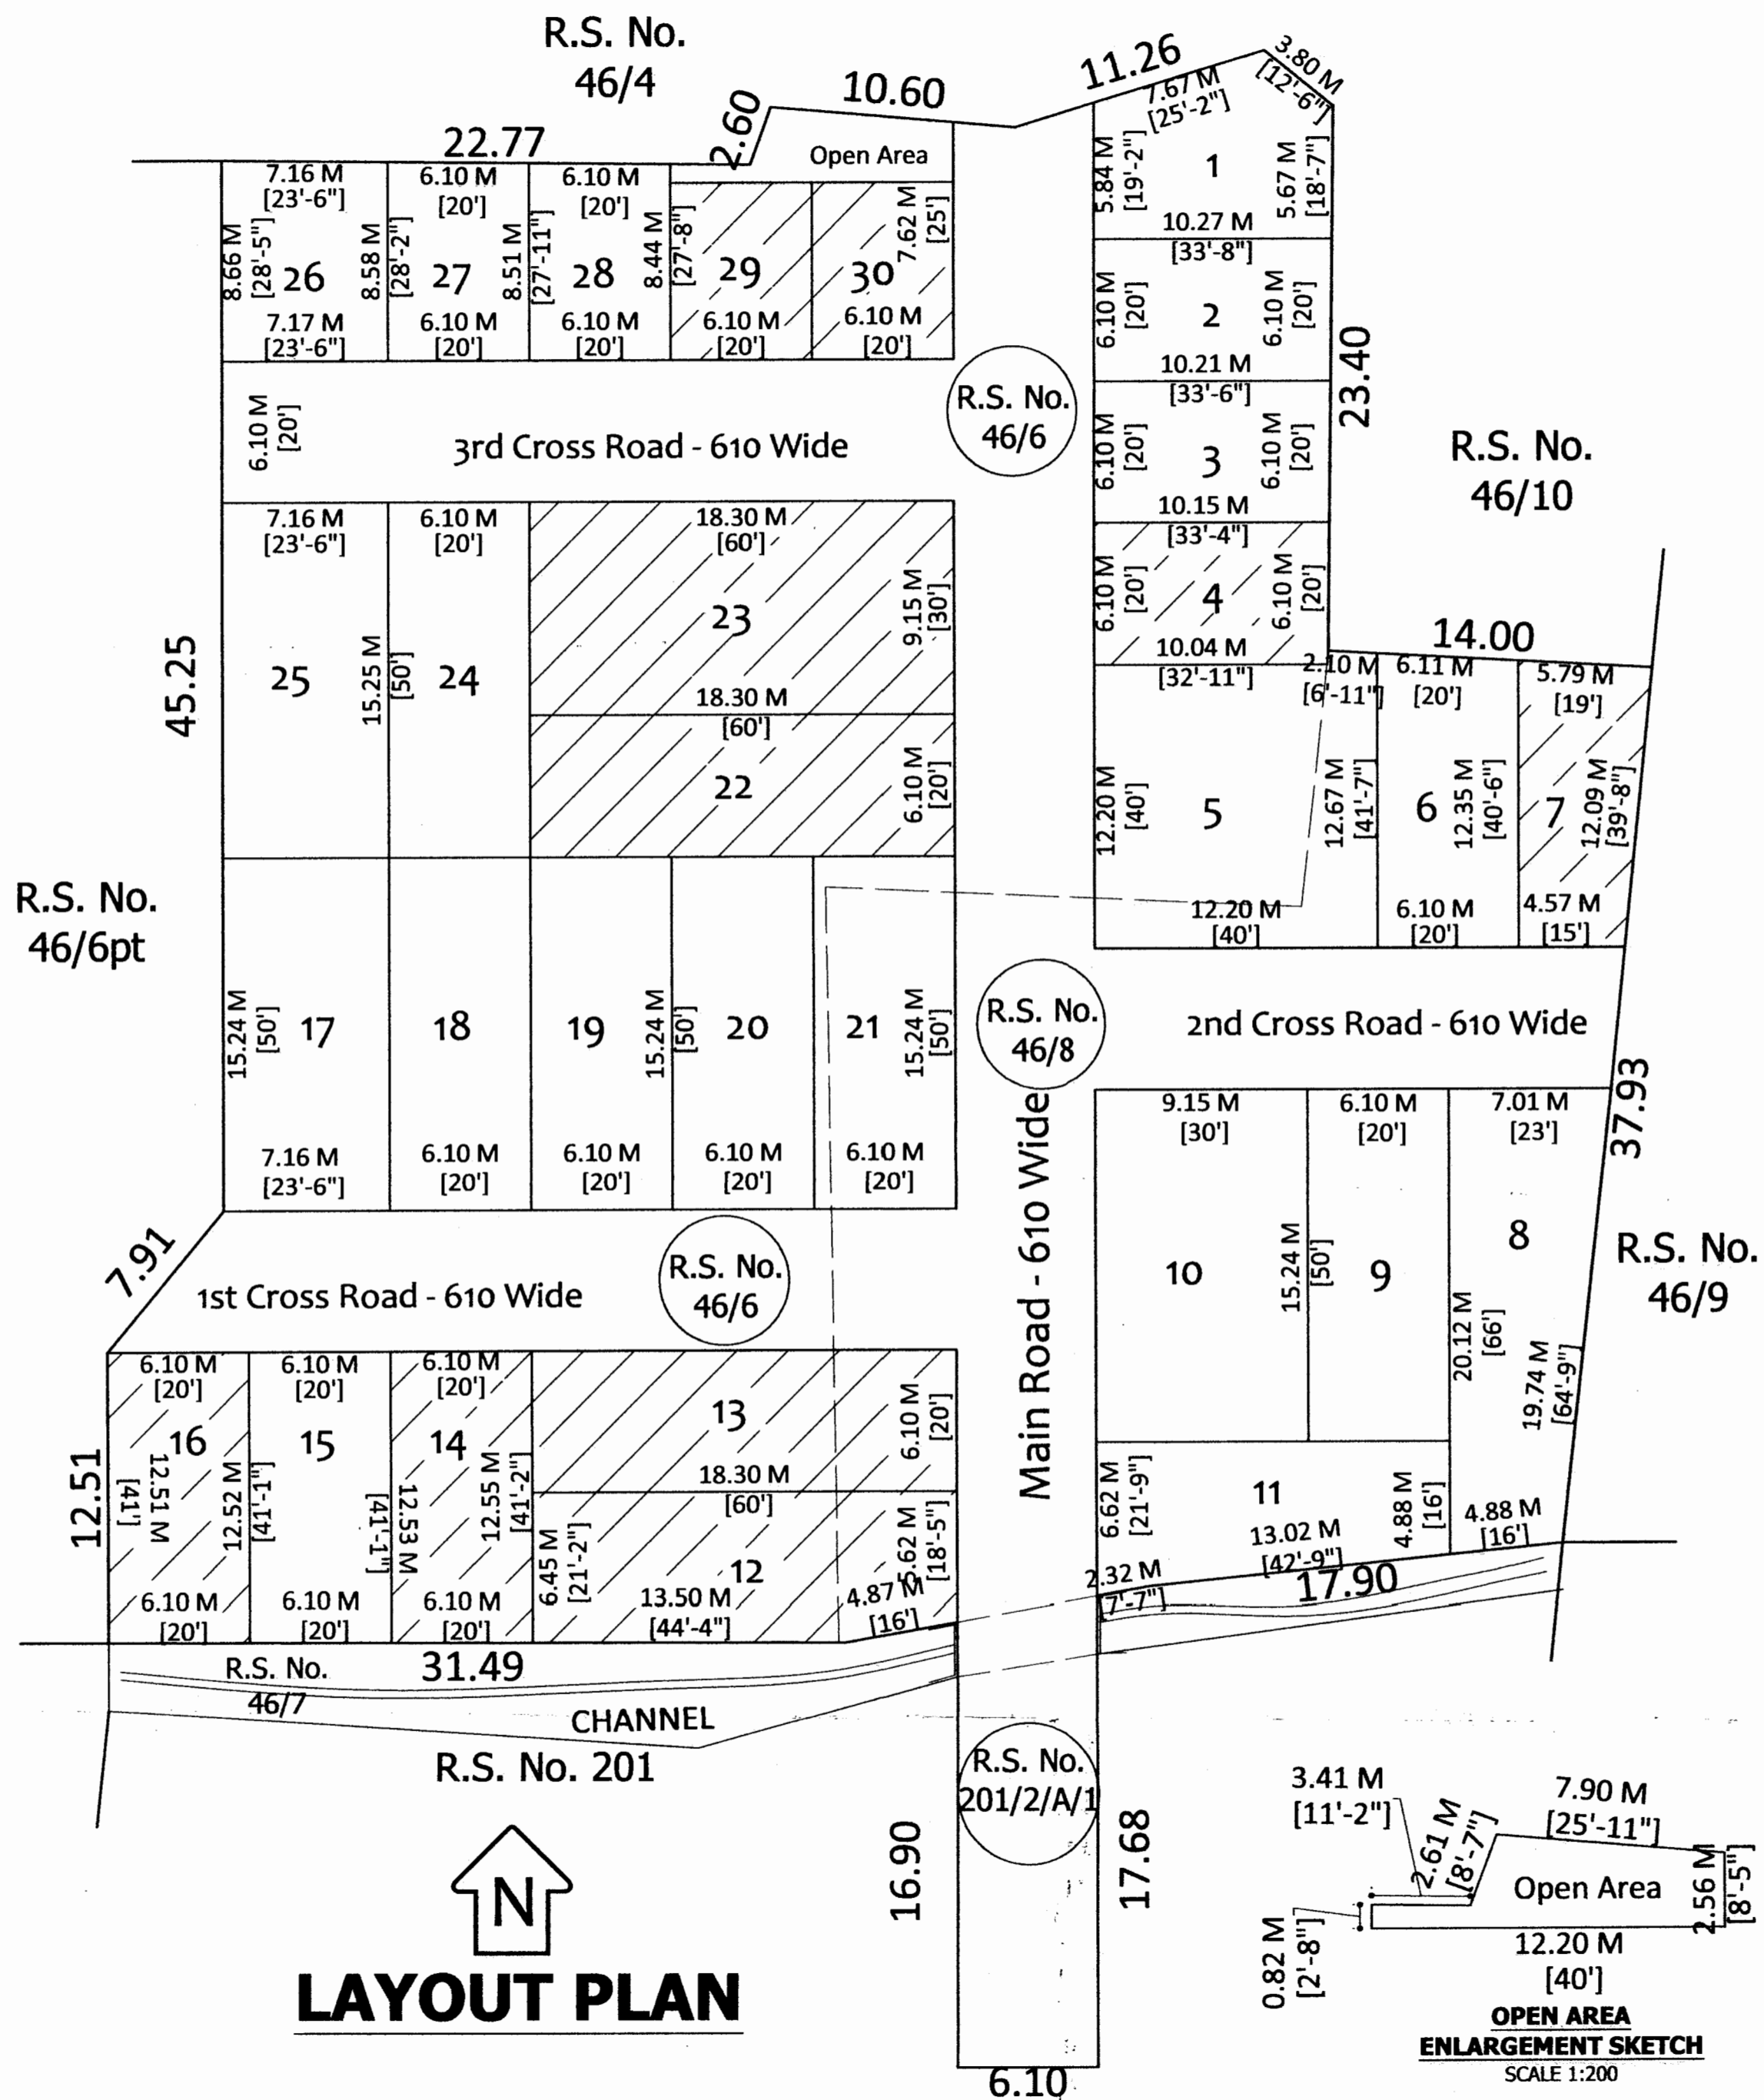 R.S. No.
46/4
22.77
2.60
10.60
11.26
3.80 M
[12'-6"]
7.67 M
[25'-2"]
Open Area
7.16 M
[23'-6"]
8.66 M
[28'-5"]
26
7.17 M
[23'-6"]
8.58 M
[28'-2"]
6.10 M
[20']
27
6.10 M
[20']
8.51 M
[27'-11"]
6.10 M
[20']
28
6.10 M
[20']
8.44 M
[27'-8"]
29
6.10 M
[20']
30
7.62 M
[25']
6.10 M
[20']
5.84 M
[19'-2"]
1
5.67 M
[18'-7"]
10.27 M
[33'-8"]
6.10 M
[20']
2
6.10 M
[20']
10.21 M
[33'-6"]
6.10 M
[20']
3
6.10 M
[20']
10.15 M
[33'-4"]
6.10 M
[20']
4
6.10 M
[20']
10.04 M
[32'-11"]
23.40
R.S. No.
46/10
6.10 M
[20']
3rd Cross Road - 610 Wide
R.S. No.
46/6
45.25
7.16 M
[23'-6"]
25
15.25 M
[50']
6.10 M
[20']
24
18.30 M
[60']
23
9.15 M
[30']
18.30 M
[60']
22
6.10 M
[20']
14.00
2.10 M
[6'-11"]
6.11 M
[20']
5.79 M
[19']
12.20 M
[40']
5
12.67 M
[41'-7"]
6
12.35 M
[40'-6"]
7
12.09 M
[39'-8"]
12.20 M
[40']
6.10 M
[20']
4.57 M
[15']
R.S. No.
46/6pt
15.24 M
[50']
17
18
19
15.24 M
[50']
20
21
15.24 M
[50']
7.16 M
[23'-6"]
6.10 M
[20']
6.10 M
[20']
6.10 M
[20']
6.10 M
[20']
R.S. No.
46/8
2nd Cross Road - 610 Wide
37.93
Main Road - 610 Wide
9.15 M
[30']
6.10 M
[20']
7.01 M
[23']
10
15.24 M
[50']
9
8
20.12 M
[66']
19.74 M
[64'-9"]
R.S. No.
46/9
7.91
1st Cross Road - 610 Wide
R.S. No.
46/6
12.51
6.10 M
[20']
16
12.51 M
[41']
12.52 M
[41'-1"]
6.10 M
[20']
6.10 M
[20']
15
12.53 M
[41'-1"]
6.10 M
[20']
6.10 M
[20']
14
12.55 M
[41'-2"]
6.10 M
[20']
13
6.10 M
[20']
18.30 M
[60']
6.45 M
[21'-2"]
12
5.62 M
[18'-5"]
13.50 M
[44'-4"]
4.87 M
[16']
6.62 M
[21'-9"]
11
4.88 M
[16']
13.02 M
[42'-9"]
4.88 M
[16']
2.32 M
[7'-7"]
17.90
R.S. No.
46/7
31.49
CHANNEL
R.S. No. 201
R.S. No.
201/2/A/1
16.90
17.68
6.10
N
LAYOUT PLAN
3.41 M
[11'-2"]
2.61 M
[8'-7"]
7.90 M
[25'-11"]
Open Area
2.56 M
[8'-5"]
0.82 M
[2'-8"]
12.20 M
[40']
OPEN AREA
ENLARGEMENT SKETCH
SCALE 1:200